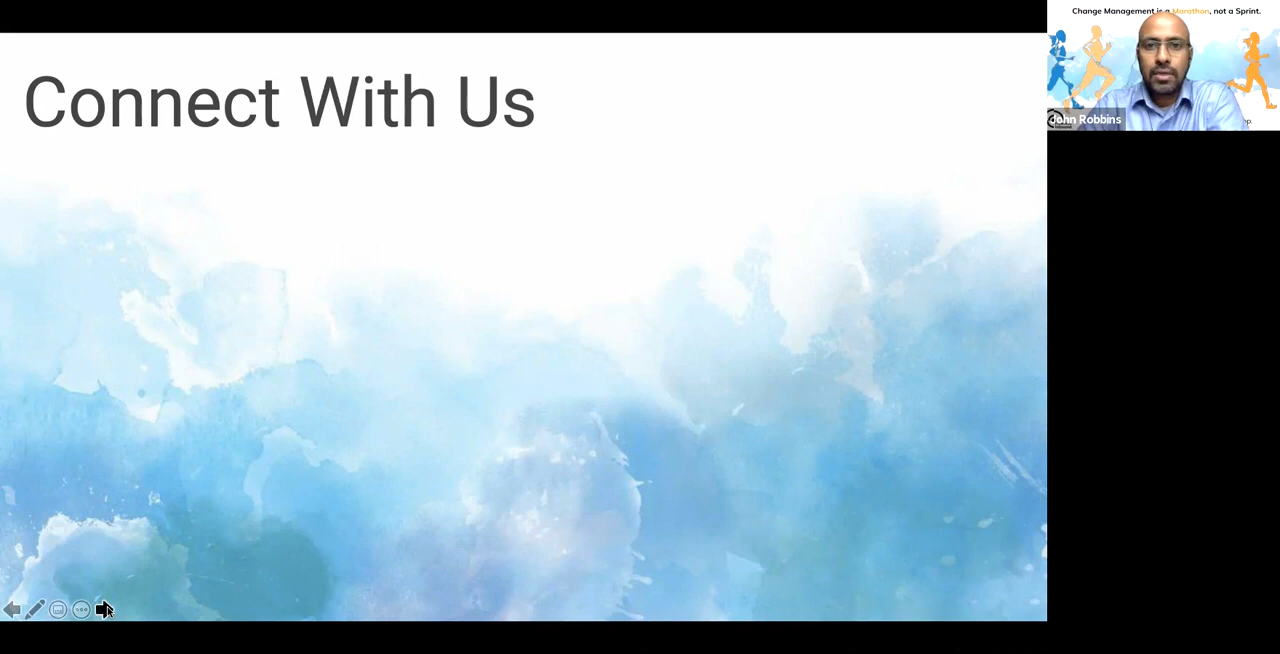 Connect With Us
Change Management is a Marathon, not a Sprint.
John Robbins